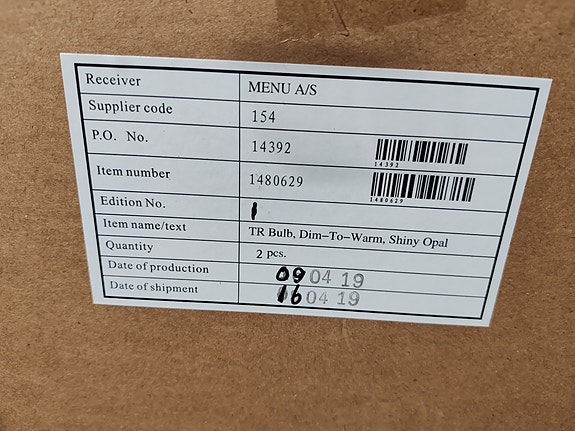 Receiver MENU A/S
Supplier code 154
P.O. No. 14392
14392
Item number 1480629
1480629
Edition No. 1
Item name/text TR Bulb, Dim-To-Warm, Shiny Opal
Quantity 2 pcs.
Date of production 09 04 19
Date of shipment 16 04 19